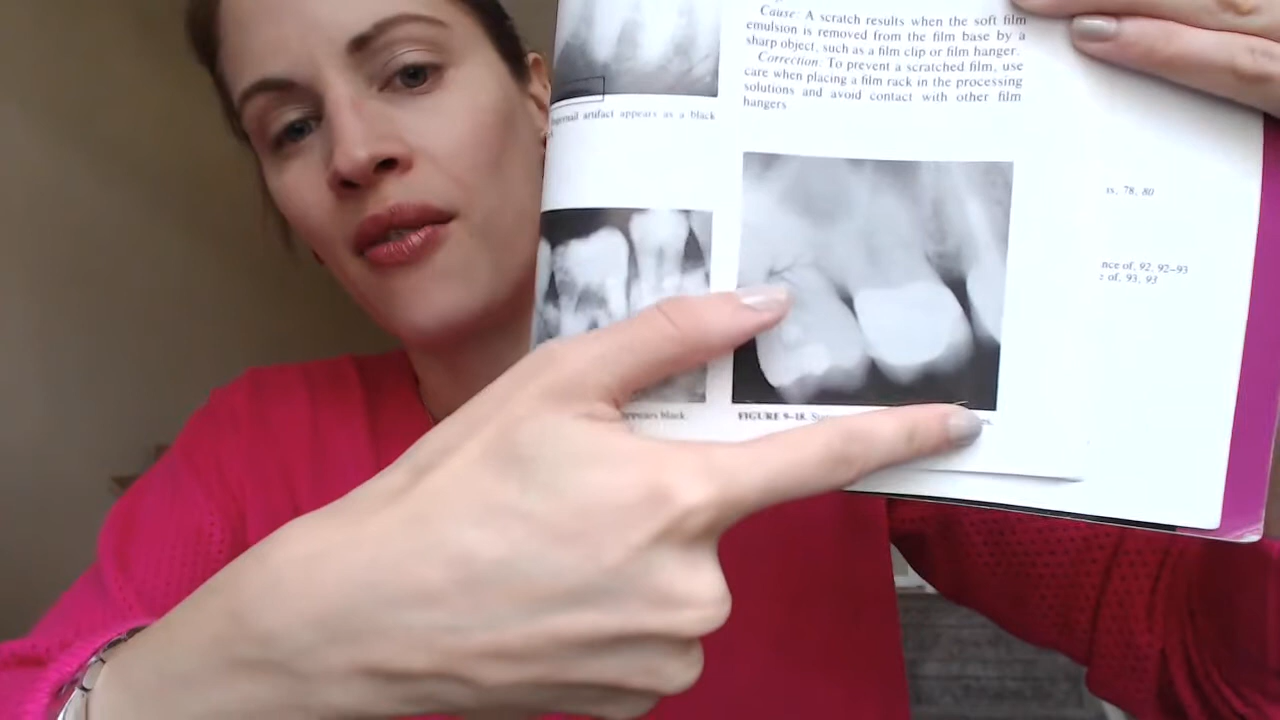 Cause: A scratch results when the soft film
emulsion is removed from the film base by a
sharp object, such as a film clip or film hanger.
Correction: To prevent a scratched film, use
care when placing a film rack in the processing
solutions and avoid contact with other film
hangers
artifact appears as a black
78, 80
nce of, 92, 92–93
of, 93, 93
appears black.
FIGURE 9–18.